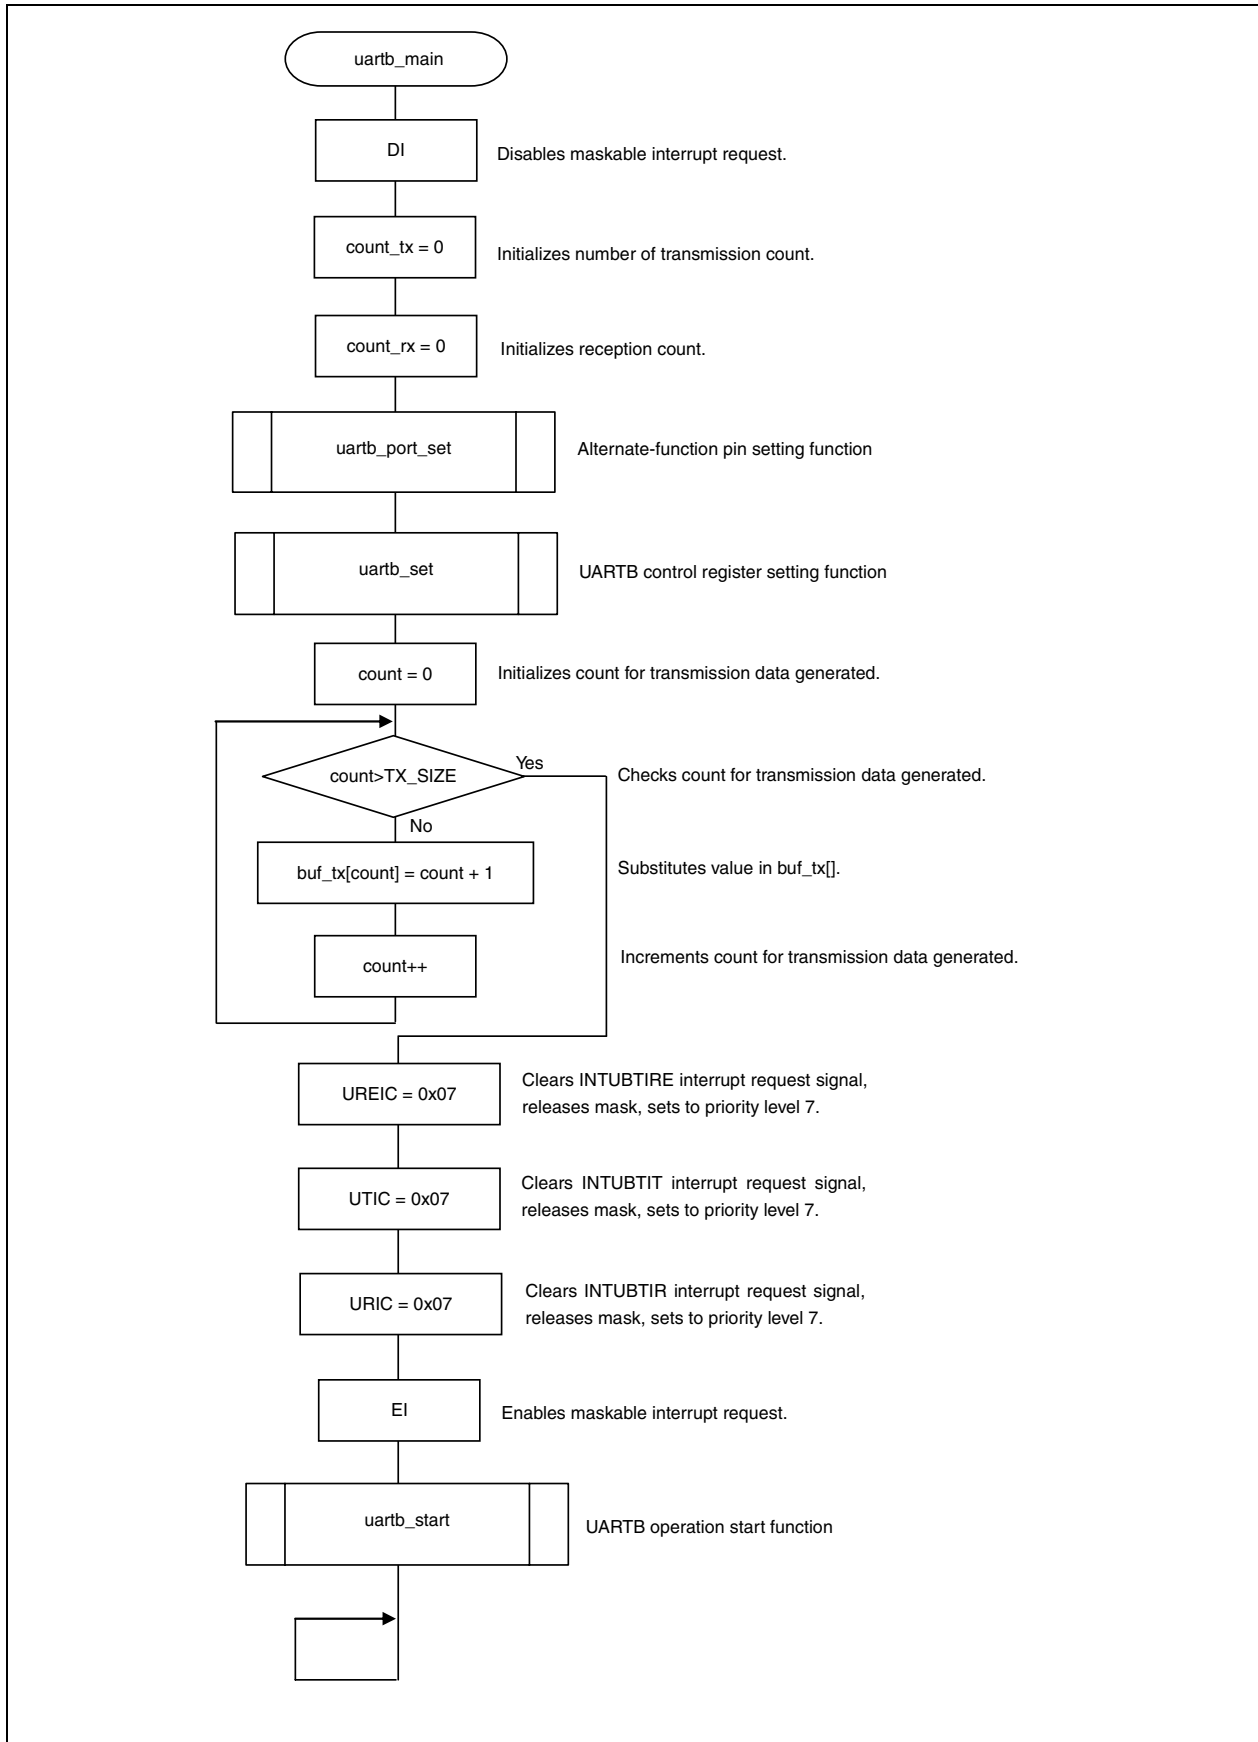 uartb_main
DI
Disables maskable interrupt request.
count_tx = 0
Initializes number of transmission count.
count_rx = 0
Initializes reception count.
uartb_port_set
Alternate-function pin setting function
uartb_set
UARTB control register setting function
count = 0
Initializes count for transmission data generated.
count>TX_SIZE
Yes
Checks count for transmission data generated.
No
buf_tx[count] = count + 1
Substitutes value in buf_tx[].
count++
Increments count for transmission data generated.
UREIC = 0x07
Clears INTUBTIRE interrupt request signal,
releases mask, sets to priority level 7.
UTIC = 0x07
Clears INTUBTIT interrupt request signal,
releases mask, sets to priority level 7.
URIC = 0x07
Clears INTUBTIR interrupt request signal,
releases mask, sets to priority level 7.
EI
Enables maskable interrupt request.
uartb_start
UARTB operation start function